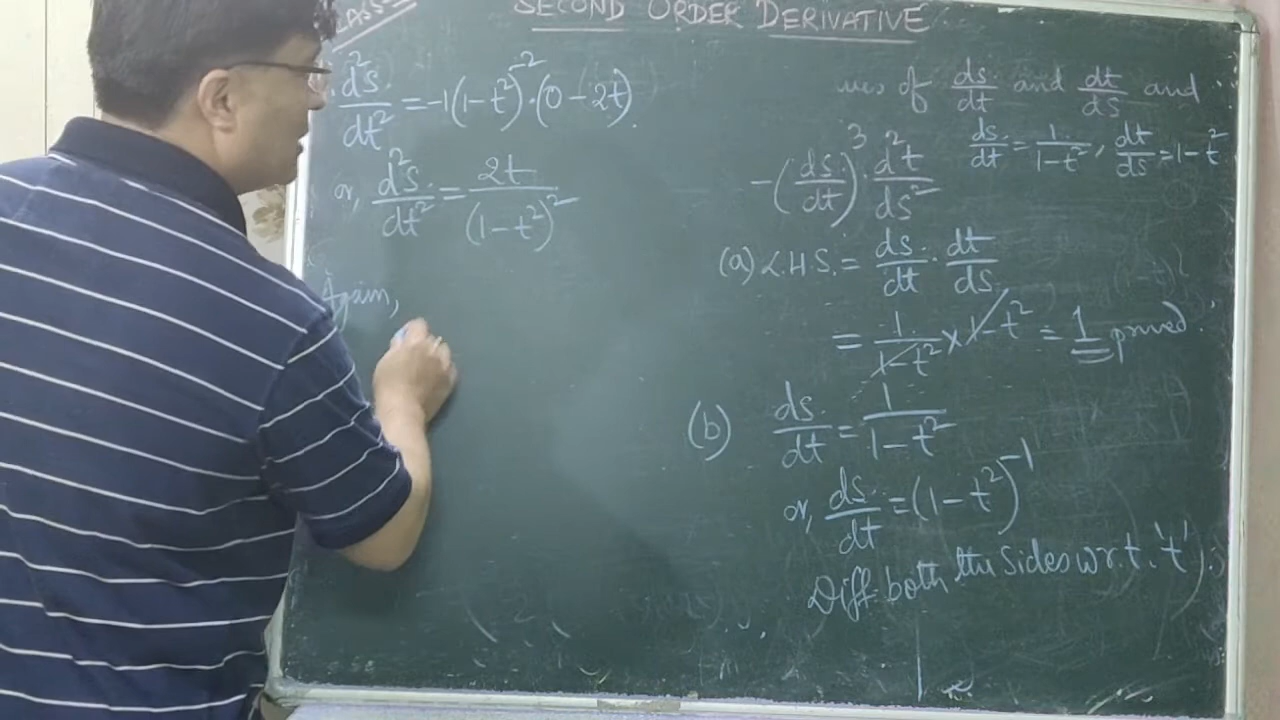 SECOND ORDER DERIVATIVE
d²s/dt² = -1(1-t²)⁻²·(0-2t)
or, d²s/dt² = 2t/(1-t²)²
Again,
of ds/dt and dt/ds and
ds/dt = 1/1-t², dt/ds = 1-t²
-(ds/dt)³·d²t/ds²
(a) L.H.S. = ds/dt·dt/ds
= 1/1-t² × 1-t² = 1 proved.
(b) ds/dt = 1/1-t²
or, ds/dt = (1-t²)⁻¹
Diff. both the sides w.r.t. 't'